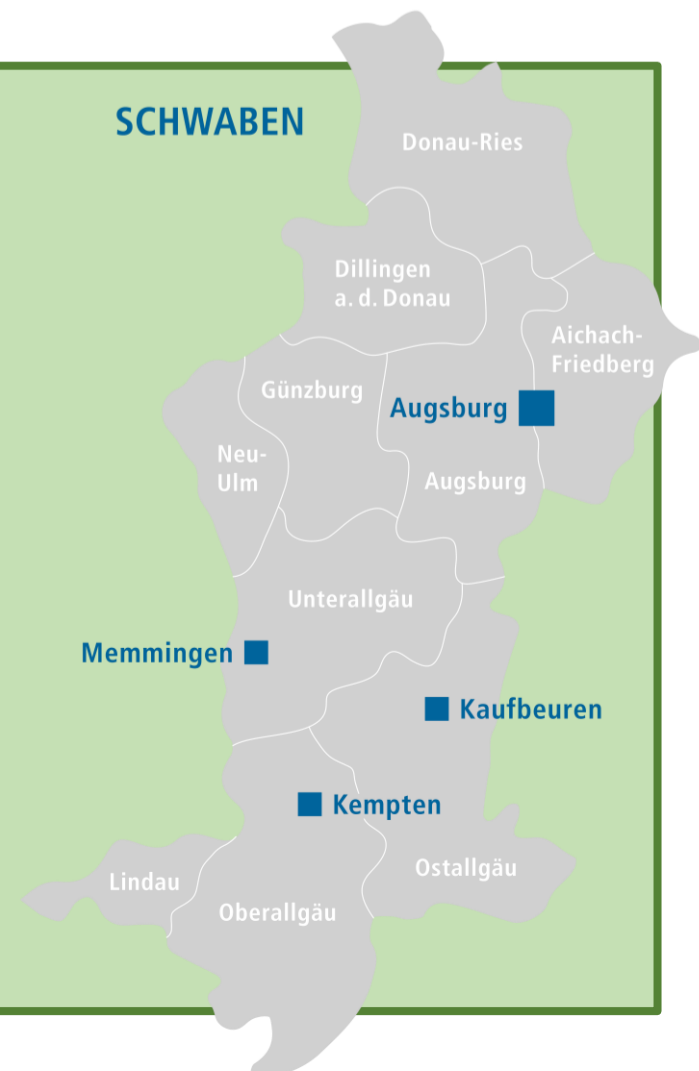 SCHWABEN
Donau-Ries
Dillingen
a. d. Donau
Aichach-
Friedberg
Günzburg
Augsburg
Neu-
Ulm
Augsburg
Unterallgäu
Memmingen
Kaufbeuren
Kempten
Ostallgäu
Lindau
Oberallgäu